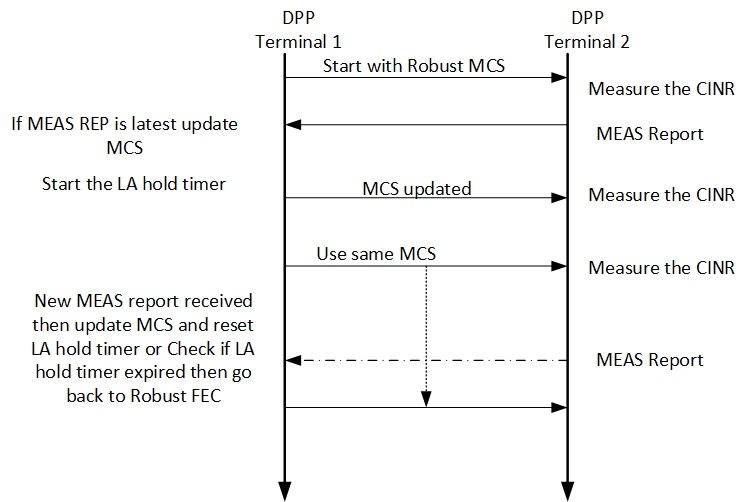 DPP
Terminal 1
DPP
Terminal 2
Start with Robust MCS
Measure the CINR
If MEAS REP is latest update
MCS
MEAS Report
Start the LA hold timer
MCS updated
Measure the CINR
Use same MCS
Measure the CINR
New MEAS report received
then update MCS and reset
LA hold timer or Check if LA
hold timer expired then go
back to Robust FEC
MEAS Report